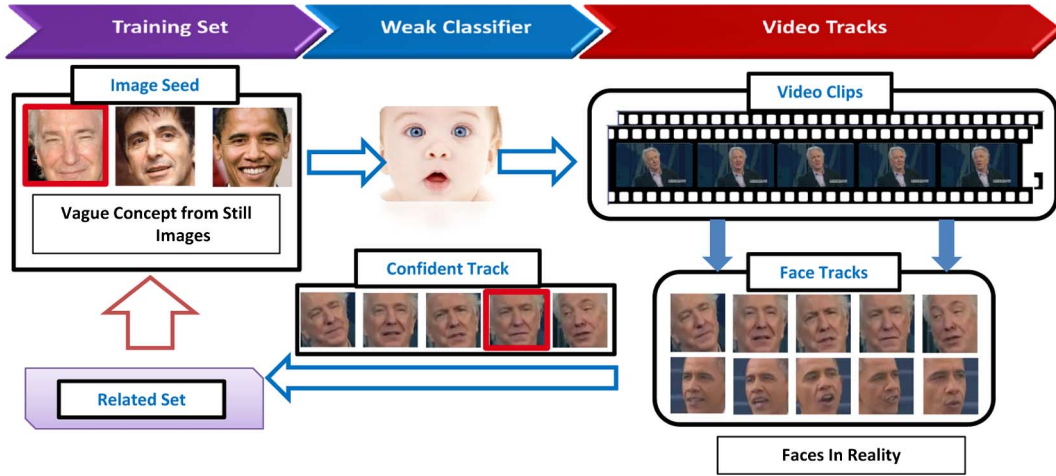 Training Set
Weak Classifier
Video Tracks
Image Seed
Video Clips
Vague Concept from Still
Images
Confident Track
Face Tracks
Related Set
Faces In Reality